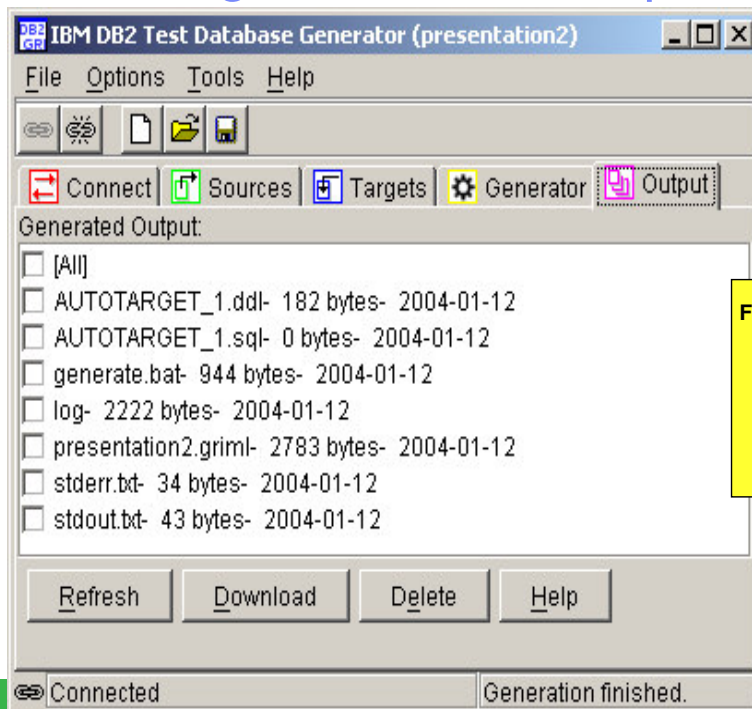 DB2 GR IBM DB2 Test Database Generator (presentation2)
File Options Tools Help
Connect Sources Targets Generator Output
Generated Output:
[All]
AUTOTARGET_1.ddl- 182 bytes- 2004-01-12
AUTOTARGET_1.sql- 0 bytes- 2004-01-12
generate.bat- 944 bytes- 2004-01-12
log- 2222 bytes- 2004-01-12
presentation2.griml- 2783 bytes- 2004-01-12
stderr.txt- 34 bytes- 2004-01-12
stdout.txt- 43 bytes- 2004-01-12
F
Refresh Download Delete Help
Connected Generation finished.